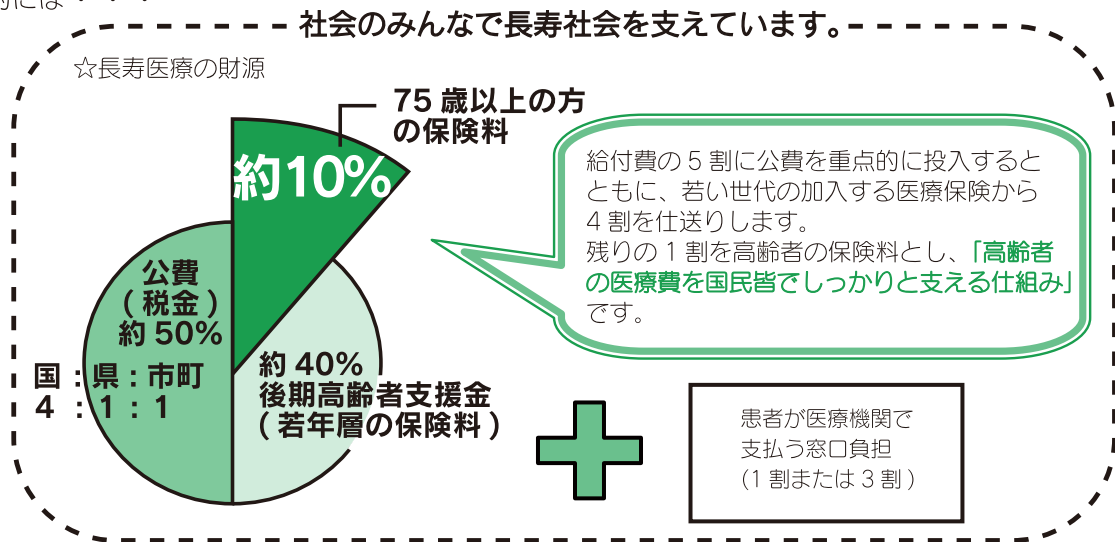 的には・・・
社会のみんなで長寿社会を支えています。
☆長寿医療の財源
75 歳以上の方
の保険料
約10%
給付費の 5 割に公費を重点的に投入すると
ともに、若い世代の加入する医療保険から
4 割を仕送りします。
残りの 1 割を高齢者の保険料とし、「高齢者
の医療費を国民皆でしっかりと支える仕組み」
です。
公費
( 税金 )
約 50%
国 : 県 : 市町
4 : 1 : 1
約 40%
後期高齢者支援金
( 若年層の保険料 )
患者が医療機関で
支払う窓口負担
(1 割または 3 割 )